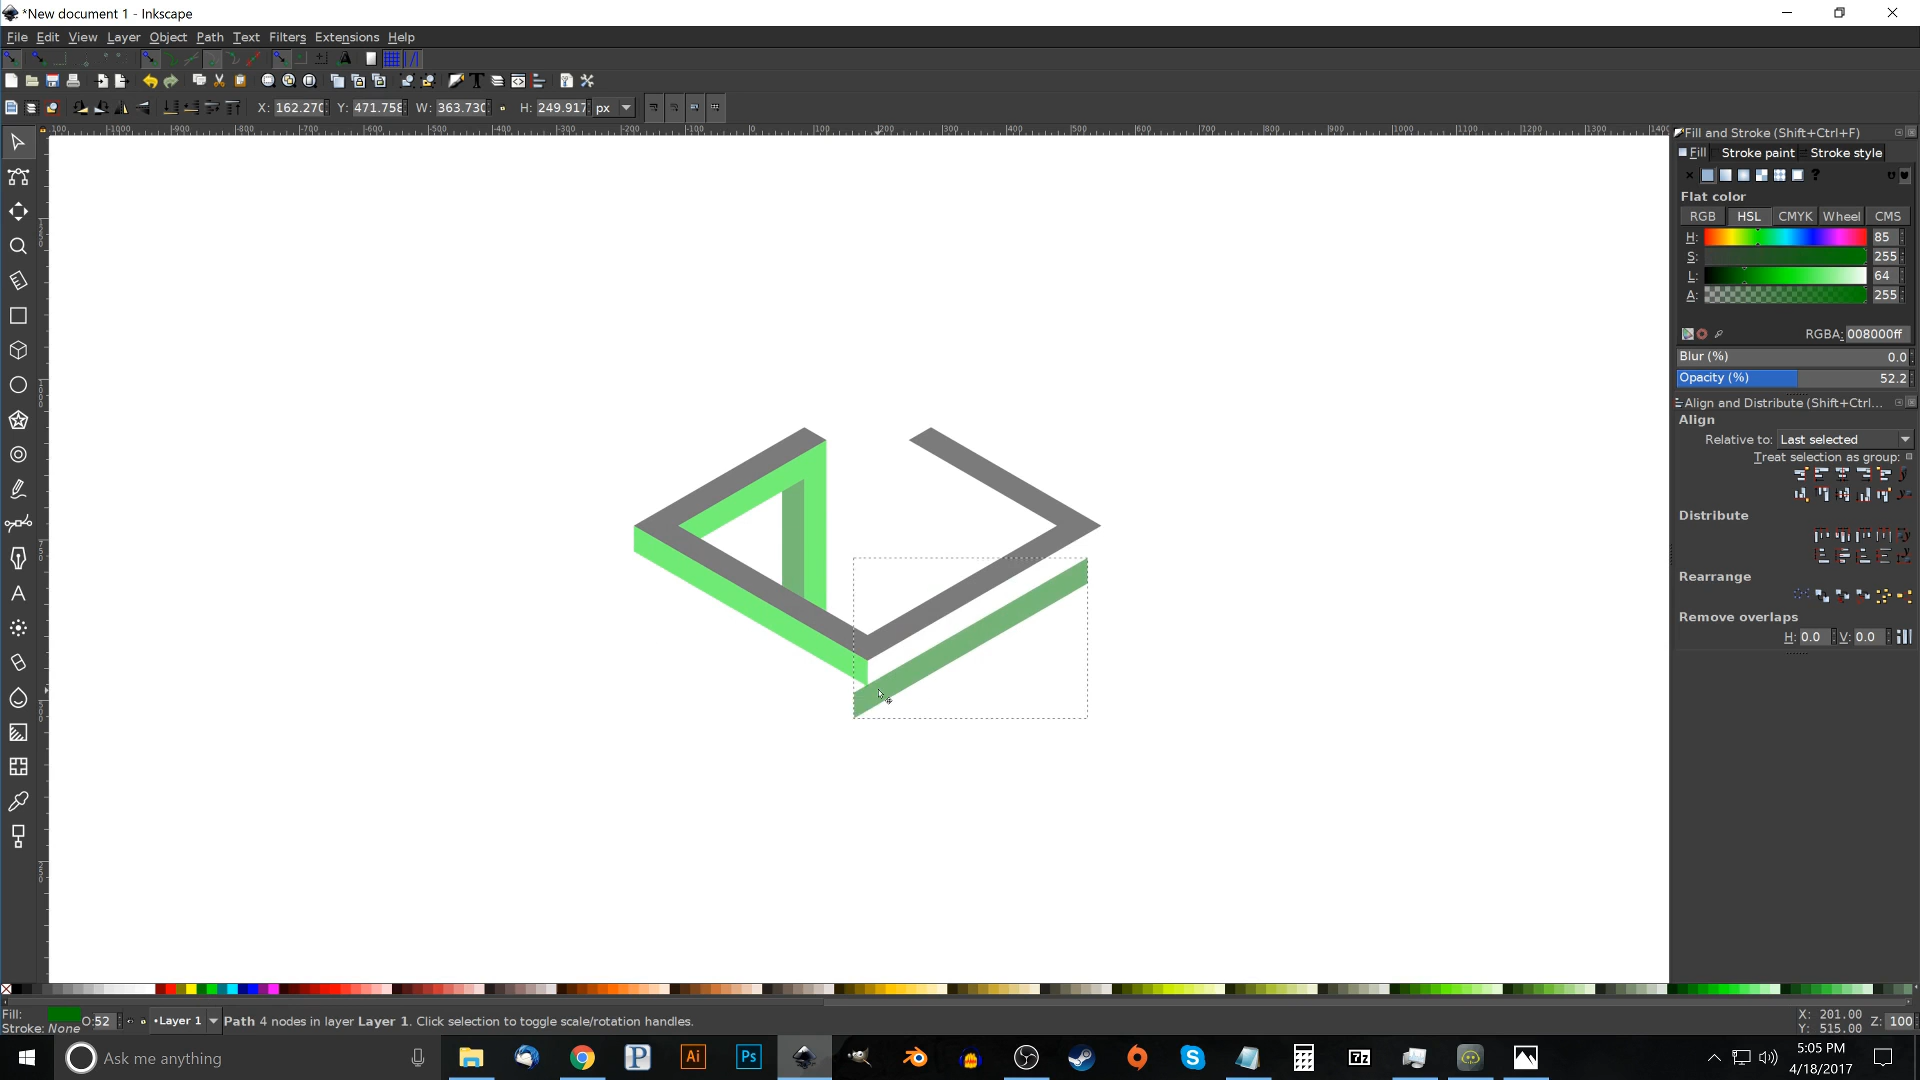 *New document 1 - Inkscape
File Edit View Layer Object Path Text Filters Extensions Help
X: 162.270 Y: 471.758 W: 363.730 H: 249.917 px
Fill and Stroke (Shift+Ctrl+F)
Fill Stroke paint Stroke style
Flat color
RGB HSL CMYK Wheel CMS
H: 85
S: 255
L: 64
A: 255
RGBA: 008000ff
Blur (%) 0.0
Opacity (%) 52.2
Align and Distribute (Shift+Ctrl...
Align
Relative to: Last selected
Treat selection as group:
Distribute
Rearrange
Remove overlaps
H: 0.0 V: 0.0
Fill:
Stroke: None O: 52 •Layer 1 Path 4 nodes in layer Layer 1. Click selection to toggle scale/rotation handles.
X: 201.00
Y: 515.00 Z: 100
Ask me anything
Ai Ps 7z
5:05 PM
4/18/2017